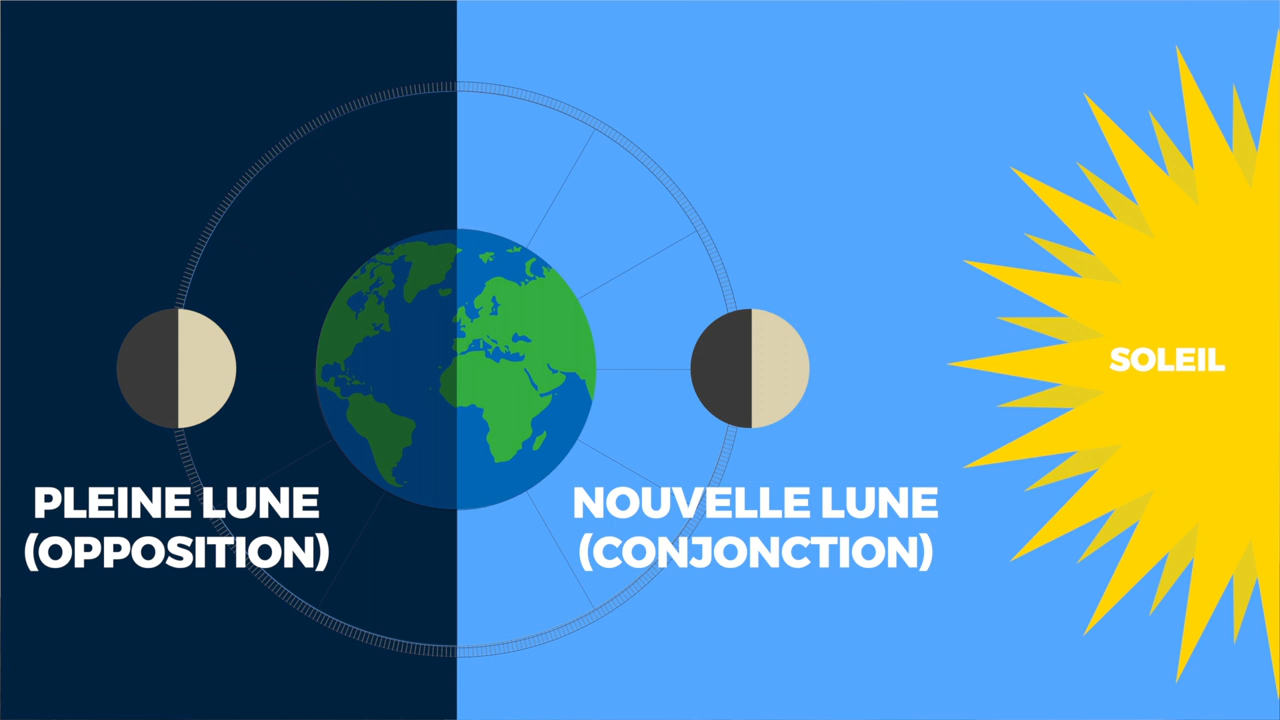 SOLEIL
PLEINE LUNE
(OPPOSITION)
NOUVELLE LUNE
(CONJONCTION)